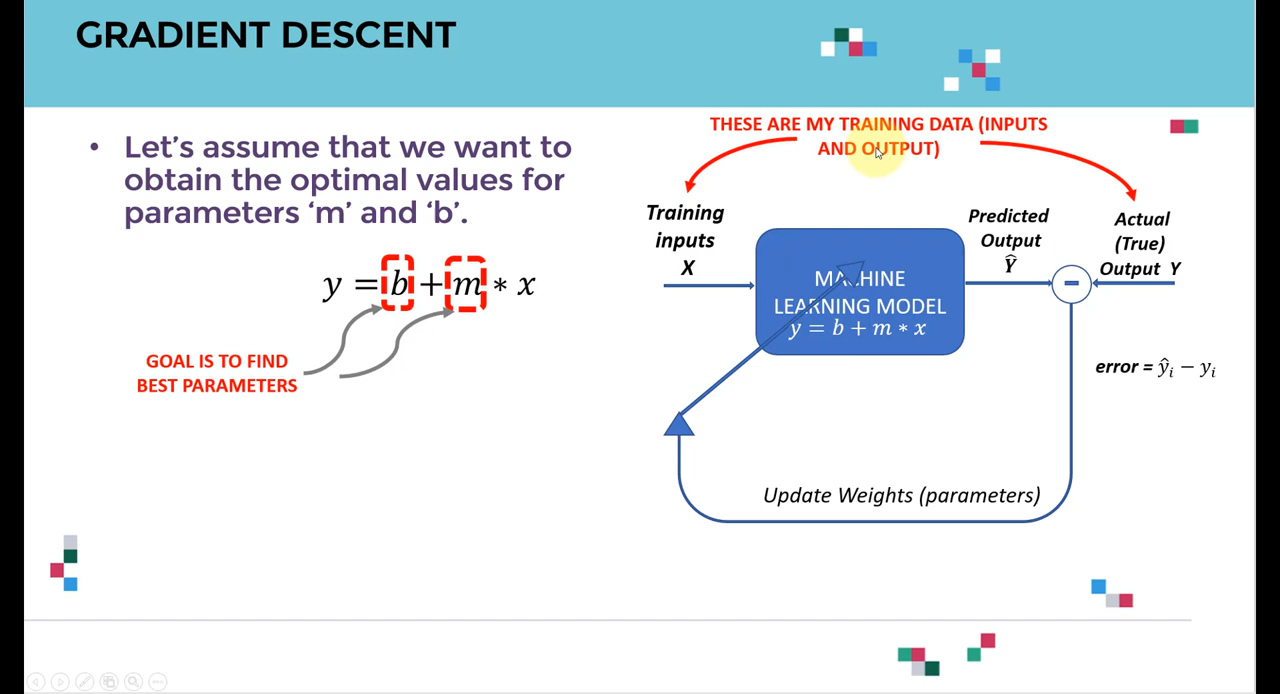 GRADIENT DESCENT
• Let's assume that we want to
obtain the optimal values for
parameters 'm' and 'b'.
y = b + m * x
GOAL IS TO FIND
BEST PARAMETERS
THESE ARE MY TRAINING DATA (INPUTS
AND OUTPUT)
Training
inputs
X
MACHINE
LEARNING MODEL
y = b + m * x
Predicted
Output
Ŷ
Actual
(True)
Output Y
−
error = ŷᵢ − yᵢ
Update Weights (parameters)